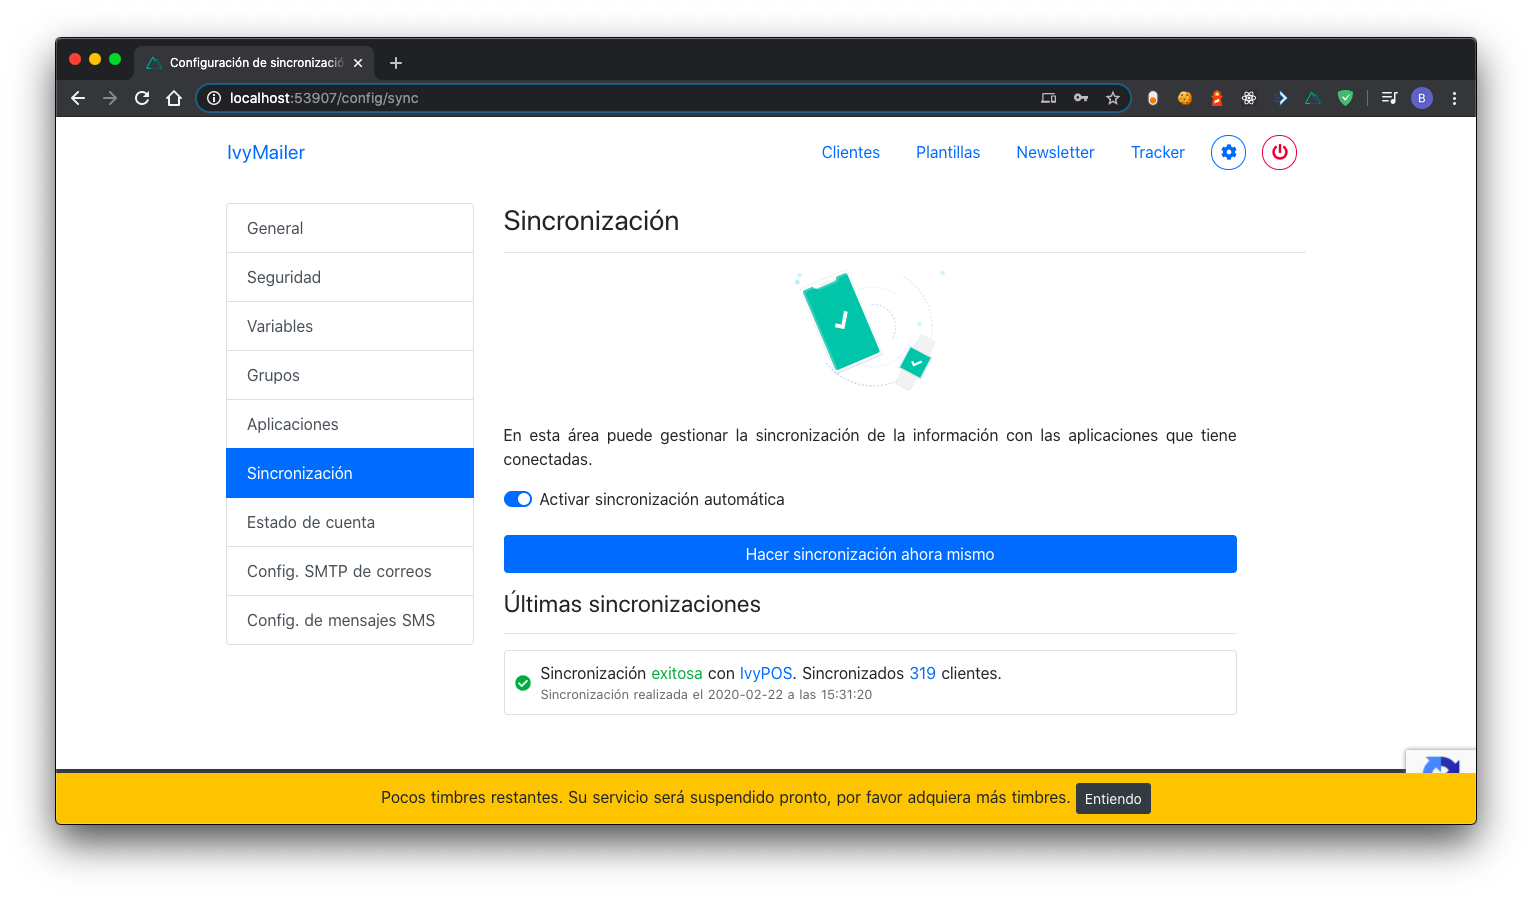 Configuración de sincronizació
localhost:53907/config/sync
B
IvyMailer
Clientes
Plantillas
Newsletter
Tracker
General
Seguridad
Variables
Grupos
Aplicaciones
Sincronización
Estado de cuenta
Config. SMTP de correos
Config. de mensajes SMS
Sincronización
En esta área puede gestionar la sincronización de la información con las aplicaciones que tiene
conectadas.
Activar sincronización automática
Hacer sincronización ahora mismo
Últimas sincronizaciones
Sincronización exitosa con IvyPOS. Sincronizados 319 clientes.
Sincronización realizada el 2020-02-22 a las 15:31:20
Pocos timbres restantes. Su servicio será suspendido pronto, por favor adquiera más timbres. Entiendo